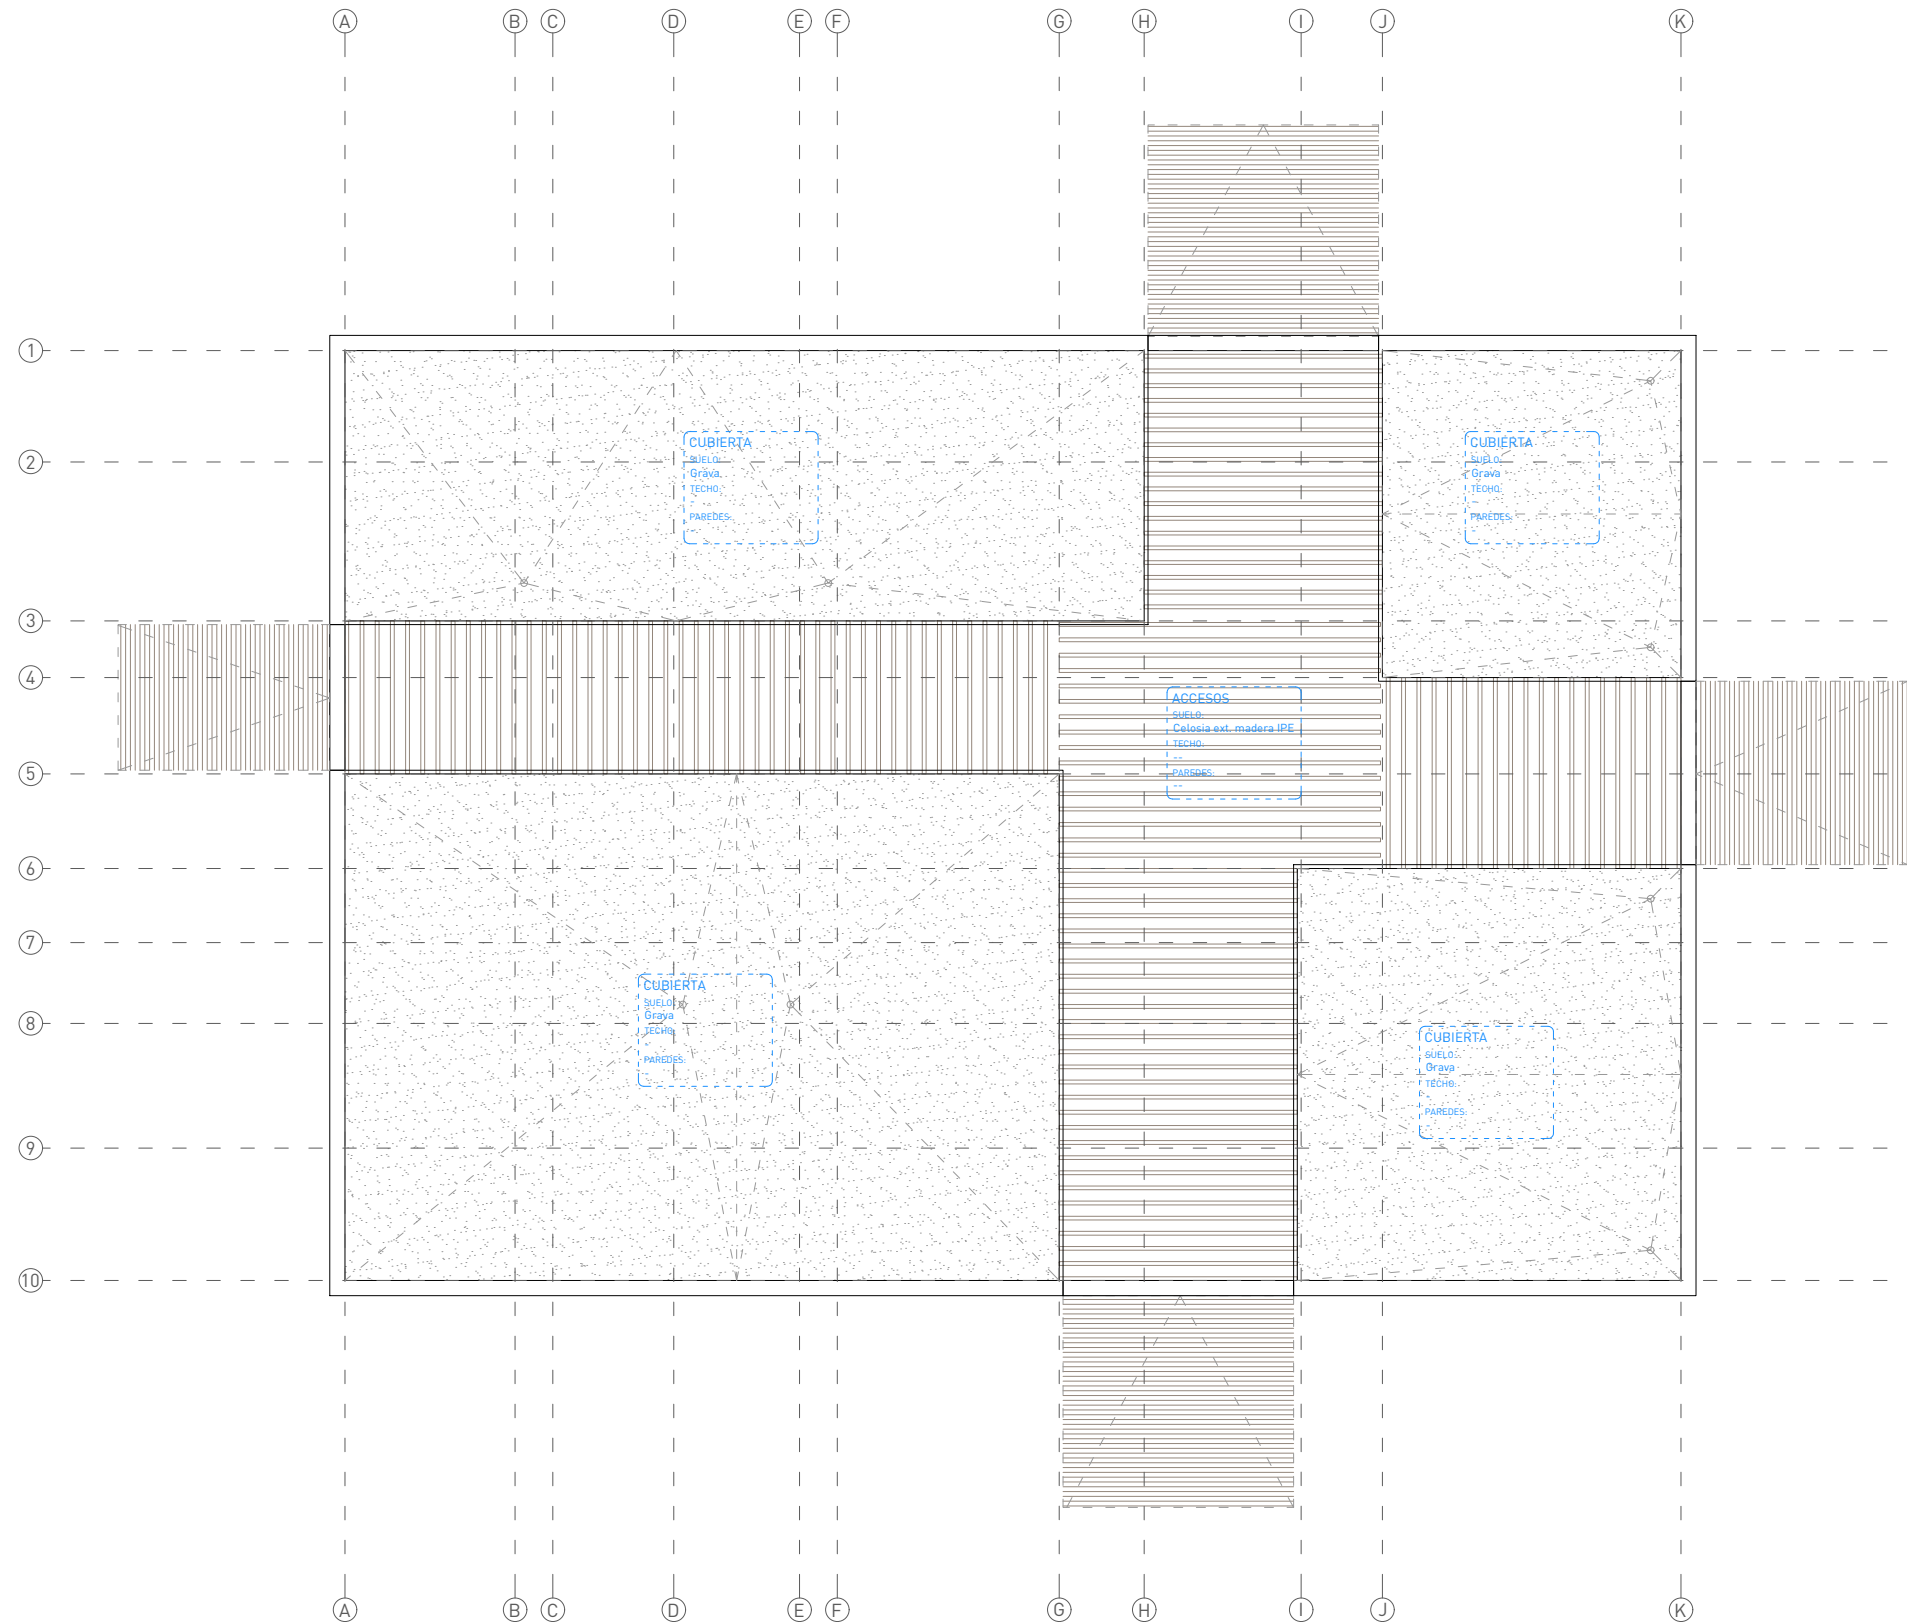 A B C D E F G H I J K
1
CUBIERTA
SUELO:
Grava
TECHO:
-
PAREDES:
-
CUBIERTA
SUELO:
Grava
TECHO:
-
PAREDES:
-
2
3
4
ACCESOS
SUELO:
Celosia ext. madera IPE
TECHO:
--
PAREDES:
--
5
6
7
CUBIERTA
SUELO:
Grava
TECHO:
-
PAREDES:
-
8
CUBIERTA
SUELO:
Grava
TECHO:
-
PAREDES:
-
9
10
A B C D E F G H I J K